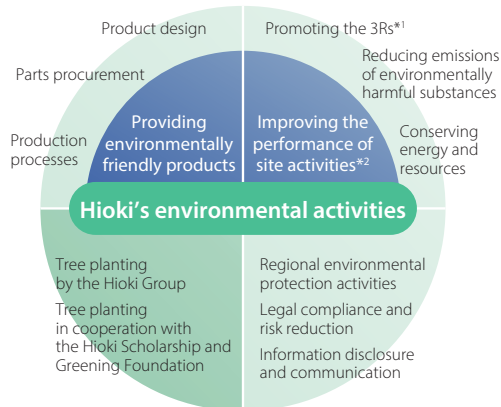 Product design
Parts procurement
Production
processes
Providing
environmentally
friendly products
Promoting the 3Rs*1
Reducing emissions
of environmentally
harmful substances
Conserving
energy and
resources
Improving the
performance of
site activities*2
Hioki's environmental activities
Tree planting
by the Hioki Group
Tree planting
in cooperation with
the Hioki Scholarship and
Greening Foundation
Regional environmental
protection activities
Legal compliance and
risk reduction
Information disclosure
and communication